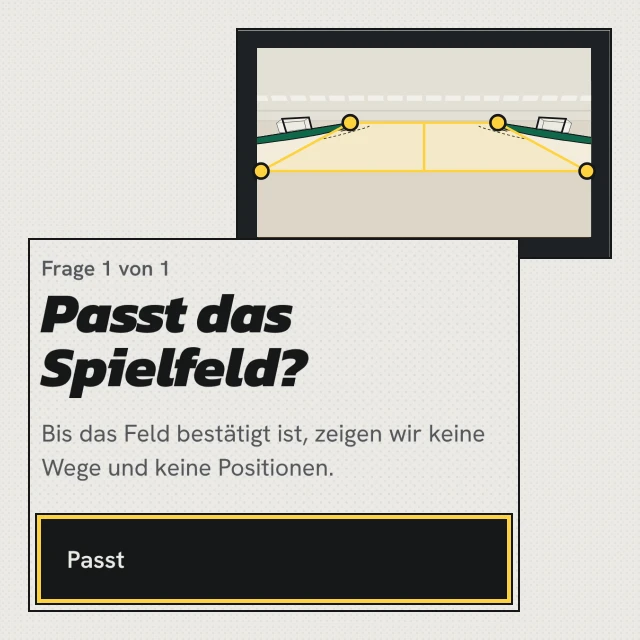 Frage 1 von 1
Passt das
Spielfeld?
Bis das Feld bestätigt ist, zeigen wir keine
Wege und keine Positionen.
Passt